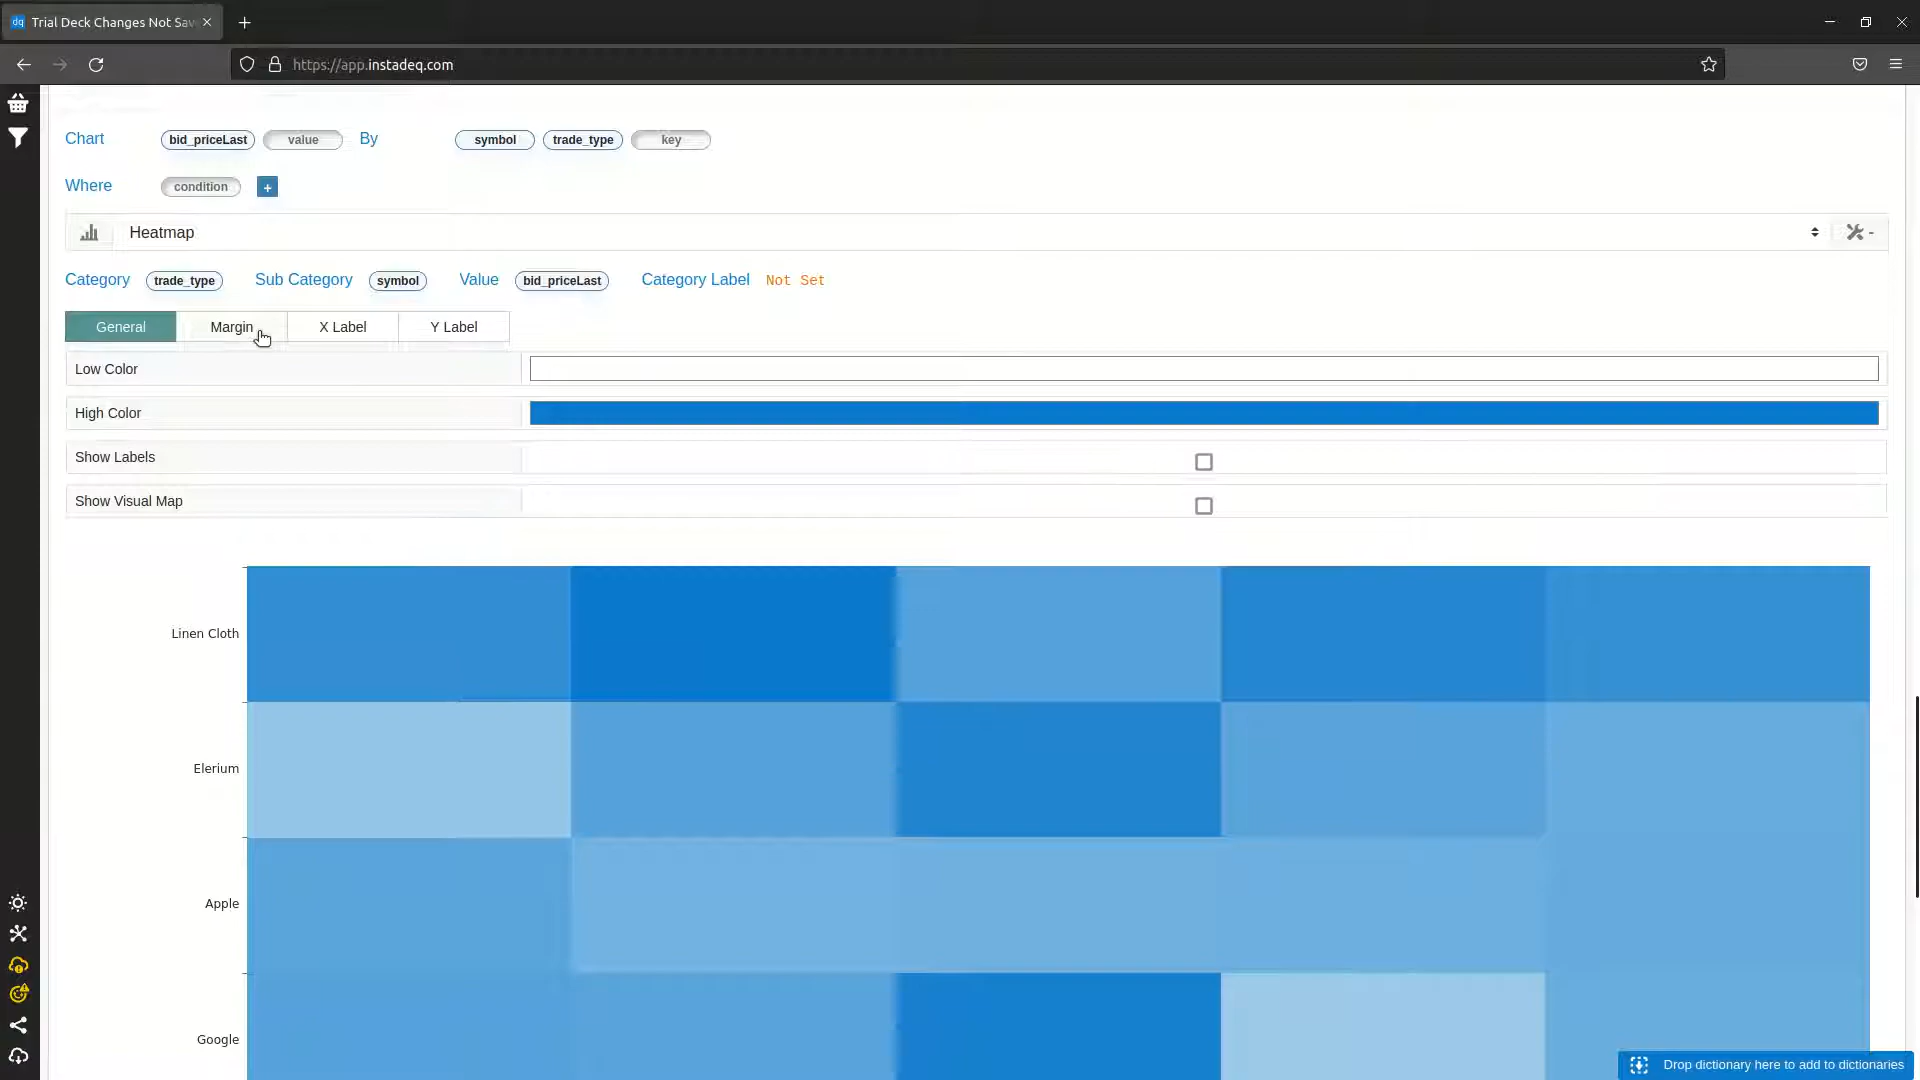 dq Trial Deck Changes Not Sav
https://app.instadeq.com
Chart bid_priceLast value By symbol trade_type key
Where condition +
Heatmap
Category trade_type Sub Category symbol Value bid_priceLast Category Label Not Set
General Margin X Label Y Label
Low Color
High Color
Show Labels
Show Visual Map
Linen Cloth
Elerium
Apple
Google
Drop dictionary here to add to dictionaries